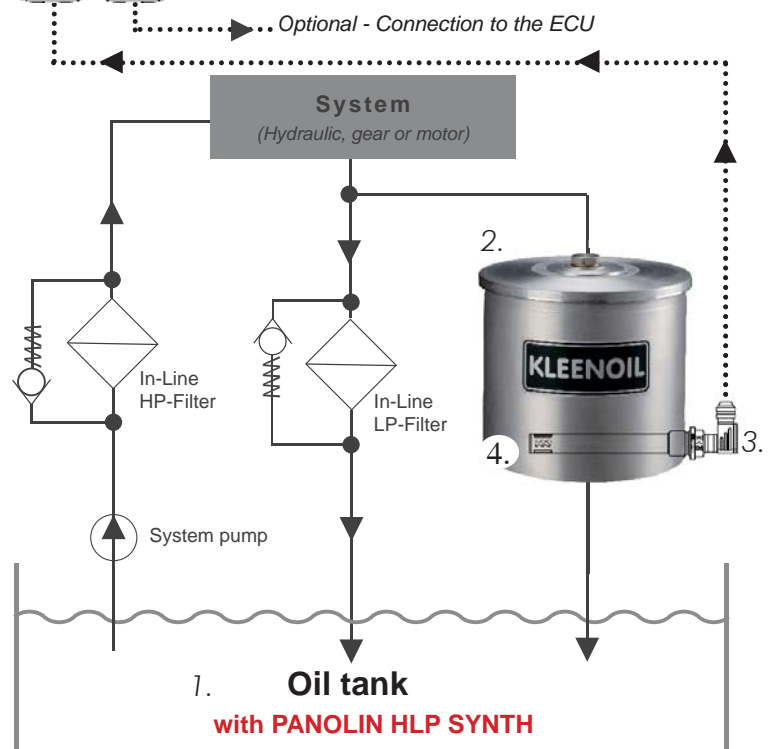 Optional - Connection to the ECU
System
(Hydraulic, gear or motor)
2.
KLEENOIL
In-Line
HP-Filter
In-Line
LP-Filter
4.
3.
System pump
1. Oil tank
with PANOLIN HLP SYNTH